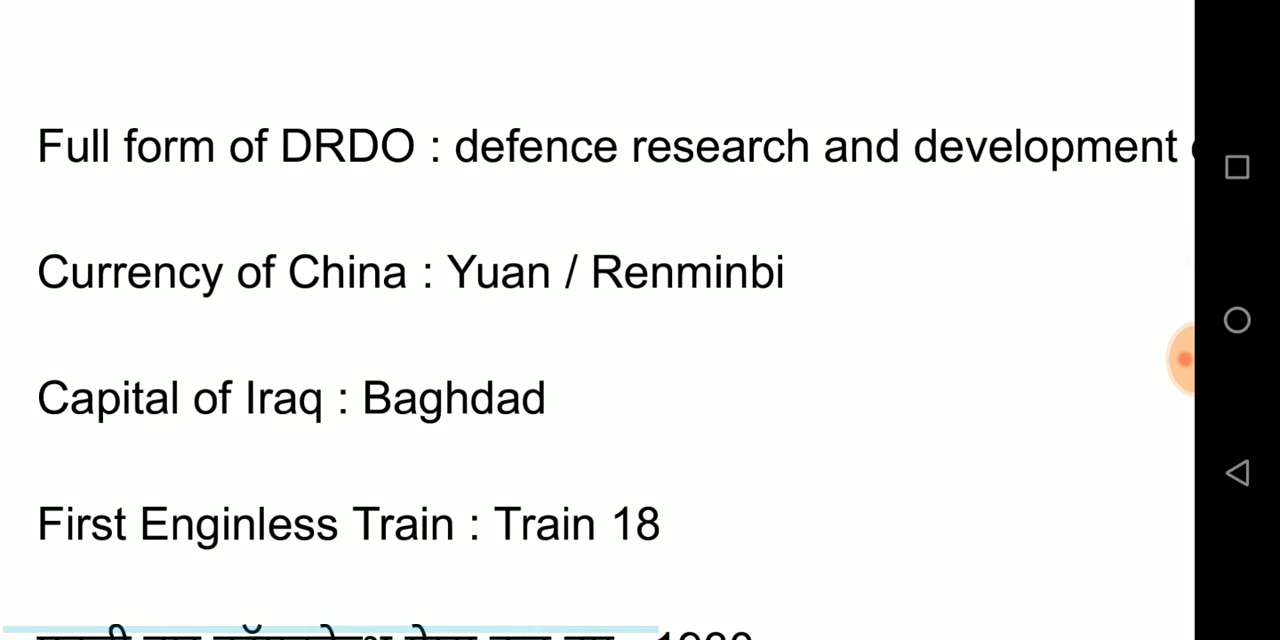 Full form of DRDO : defence research and development
Currency of China : Yuan / Renminbi
Capital of Iraq : Baghdad
First Enginless Train : Train 18